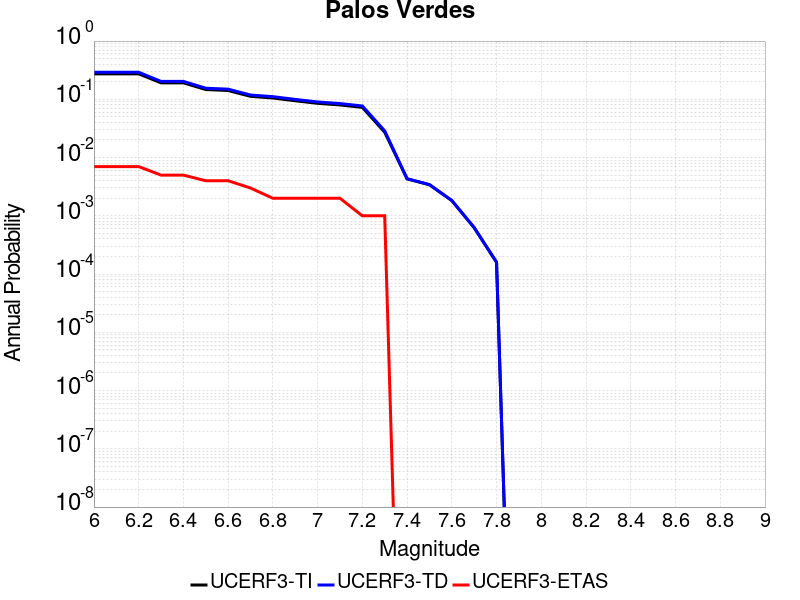 Palos Verdes
10^0
10^-1
10^-2
10^-3
10^-4
10^-5
10^-6
10^-7
10^-8
Annual Probability
6 6.2 6.4 6.6 6.8 7 7.2 7.4 7.6 7.8 8 8.2 8.4 8.6 8.8 9
Magnitude
UCERF3-TI UCERF3-TD UCERF3-ETAS